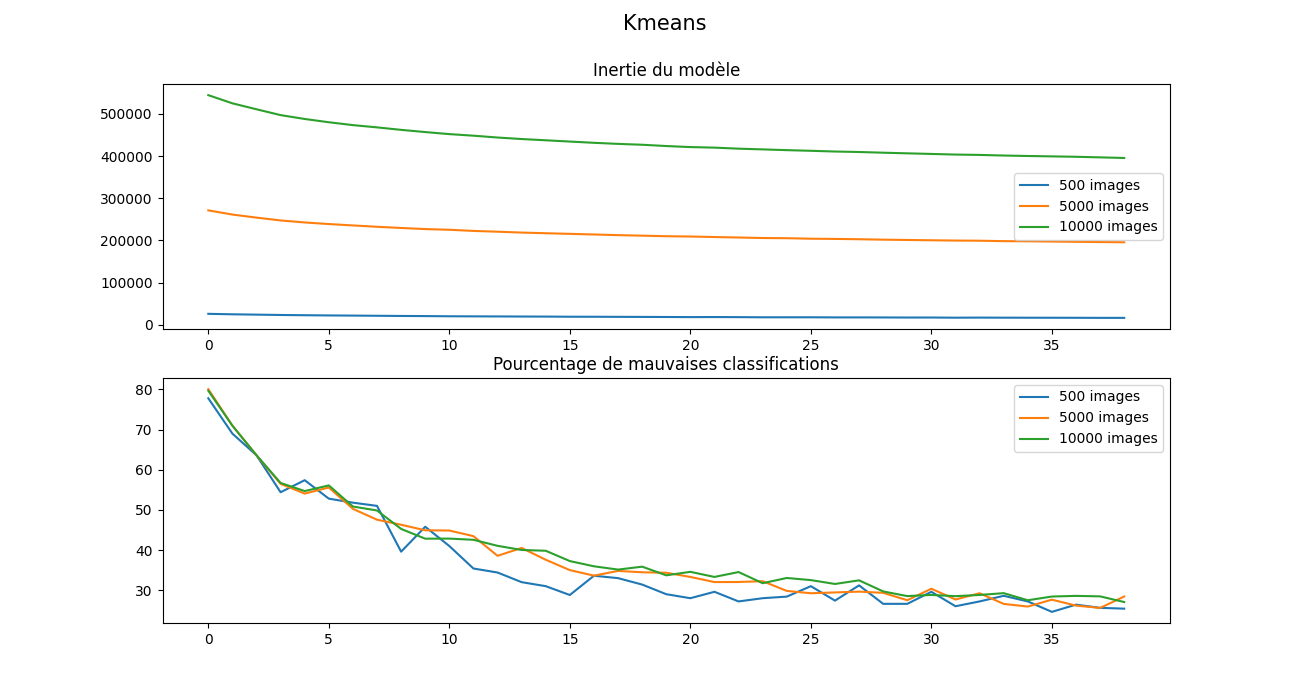 Kmeans
Inertie du modèle
500000
400000
300000
200000
100000
0
500 images
5000 images
10000 images
0 5 10 15 20 25 30 35
Pourcentage de mauvaises classifications
80
70
60
50
40
30
500 images
5000 images
10000 images
0 5 10 15 20 25 30 35